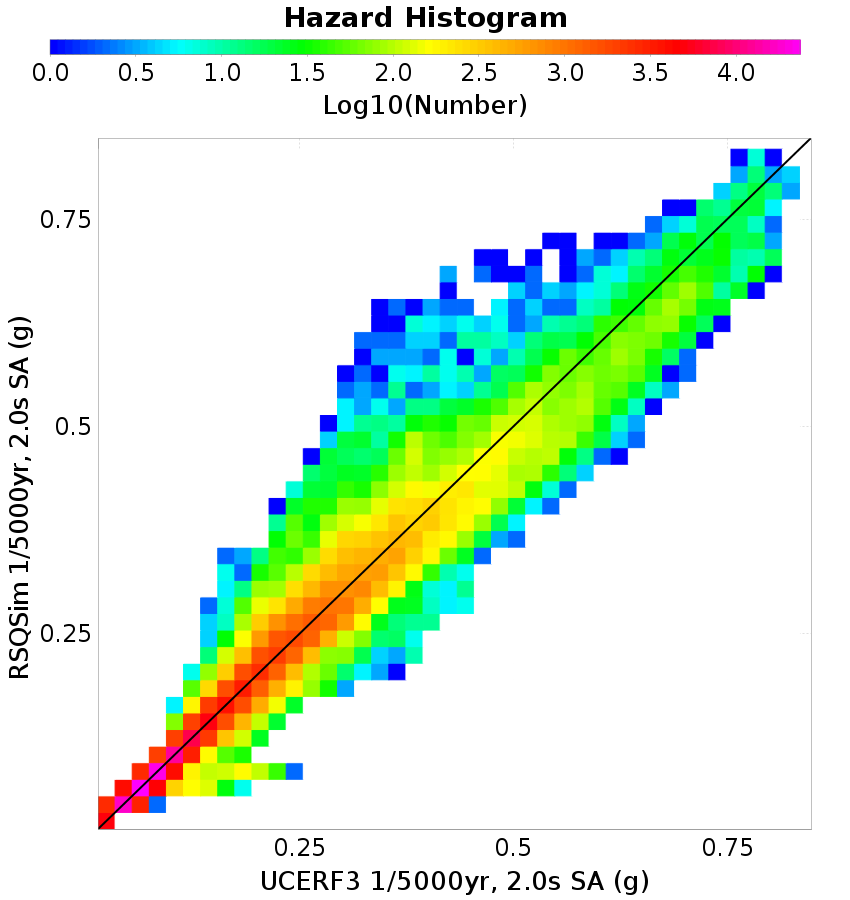 Hazard Histogram
0.0 0.5 1.0 1.5 2.0 2.5 3.0 3.5 4.0
Log10(Number)
RSQSim 1/5000yr, 2.0s SA (g)
0.75
0.5
0.25
0.25 0.5 0.75
UCERF3 1/5000yr, 2.0s SA (g)